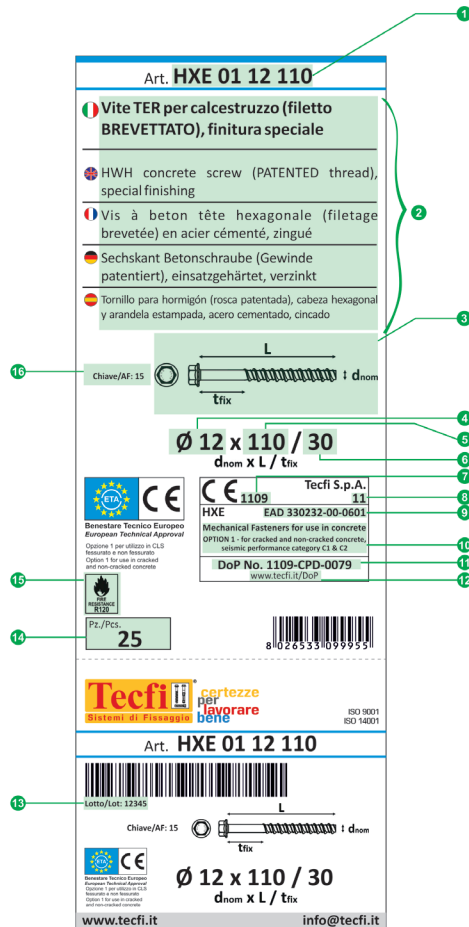 1
Art. HXE 01 12 110
Vite TER per calcestruzzo (filetto
BREVETTATO), finitura speciale
2
HWH concrete screw (PATENTED thread),
special finishing
Vis à beton tête hexagonale (filetage
brevetée) en acier cémenté, zingué
Sechskant Betonschraube (Gewinde
patentiert), einsatzgehärtet, verzinkt
Tornillo para hormigón (rosca patentada), cabeza hexagonal
y arandela estampada, acero cementado, cincado
3
16
Chiave/AF: 15
L
dnom
tfix
4
Ø 12 x 110 / 30
5
dnom x L / tfix
6
7
ETA
CE
Benestare Tecnico Europeo
European Technical Approval
Opzione 1 per utilizzo in CLS
fessurato e non fessurato
Option 1 for use in cracked
and non-cracked concrete
CE 1109
Tecfi S.p.A.
11
8
HXE
EAD 330232-00-0601
9
Mechanical Fasteners for use in concrete
OPTION 1 - for cracked and non-cracked concrete,
seismic performance category C1 & C2
10
DoP No. 1109-CPD-0079
11
www.tecfi.it/DoP
12
15
FIRE
RESISTANCE
R120
14
Pz./Pcs.
25
8 026533 099955
Tecfi
Sistemi di Fissaggio
certezze
per
lavorare
bene
ISO 9001
ISO 14001
Art. HXE 01 12 110
13
Lotto/Lot: 12345
Chiave/AF: 15
L
dnom
tfix
ETA
CE
Benestare Tecnico Europeo
European Technical Approval
Opzione 1 per utilizzo in CLS
fessurato e non fessurato
Option 1 for use in cracked
and non-cracked concrete
Ø 12 x 110 / 30
dnom x L / tfix
www.tecfi.it
info@tecfi.it